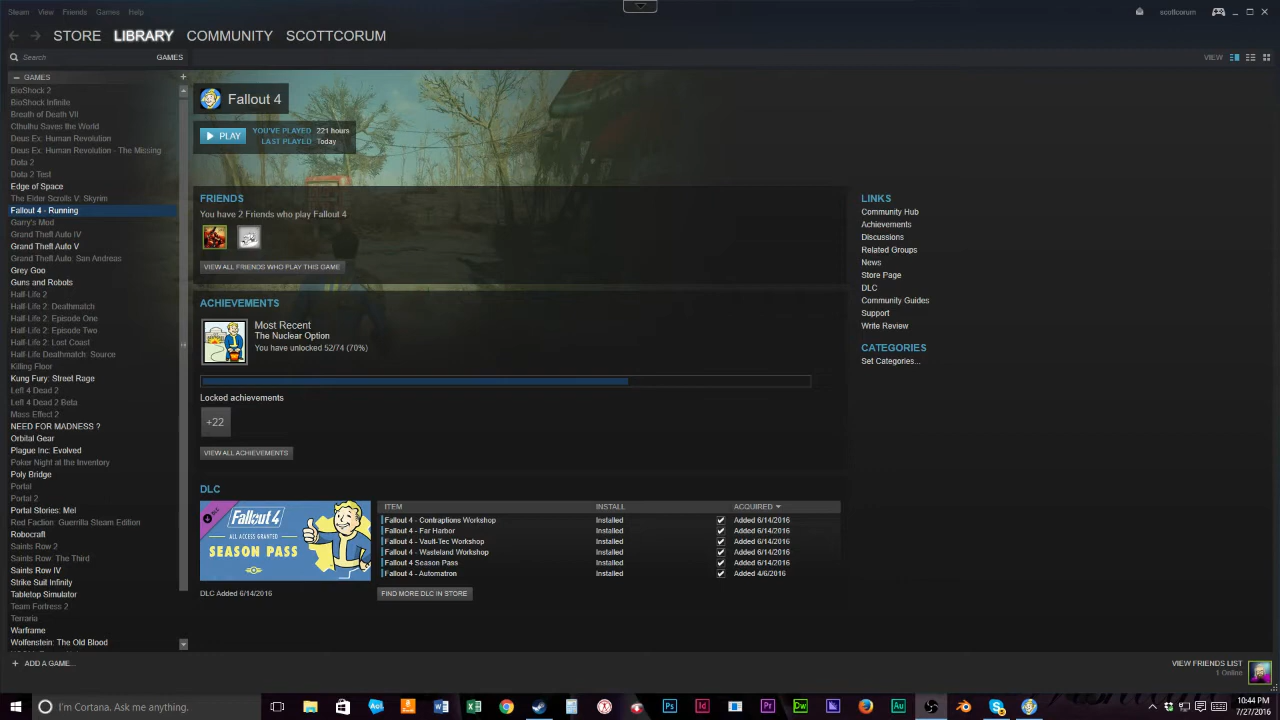 Steam View Friends Games Help
scottcorum
STORE LIBRARY COMMUNITY SCOTTCORUM
Search GAMES
VIEW
GAMES
BioShock 2
BioShock Infinite
Breath of Death VII
Cthulhu Saves the World
Deus Ex: Human Revolution
Deus Ex: Human Revolution - The Missing
Dota 2
Dota 2 Test
Edge of Space
The Elder Scrolls V: Skyrim
Fallout 4 - Running
Garry's Mod
Grand Theft Auto IV
Grand Theft Auto V
Grand Theft Auto: San Andreas
Grey Goo
Guns and Robots
Half-Life 2
Half-Life 2: Deathmatch
Half-Life 2: Episode One
Half-Life 2: Episode Two
Half-Life 2: Lost Coast
Half-Life Deathmatch: Source
Killing Floor
Kung Fury: Street Rage
Left 4 Dead 2
Left 4 Dead 2 Beta
Mass Effect 2
NEED FOR MADNESS ?
Orbital Gear
Plague Inc: Evolved
Poker Night at the Inventory
Poly Bridge
Portal
Portal 2
Portal Stories: Mel
Red Faction: Guerrilla Steam Edition
Robocraft
Saints Row 2
Saints Row: The Third
Saints Row IV
Strike Suit Infinity
Tabletop Simulator
Team Fortress 2
Terraria
Warframe
Wolfenstein: The Old Blood
+ ADD A GAME...
Fallout 4
PLAY
YOU'VE PLAYED 221 hours
LAST PLAYED Today
FRIENDS
You have 2 Friends who play Fallout 4
VIEW ALL FRIENDS WHO PLAY THIS GAME
ACHIEVEMENTS
Most Recent
The Nuclear Option
You have unlocked 52/74 (70%)
Locked achievements
+22
VIEW ALL ACHIEVEMENTS
DLC
Fallout 4
ALL ACCESS GRANTED
SEASON PASS
DLC Added 6/14/2016
ITEM INSTALL ACQUIRED
Fallout 4 - Contraptions Workshop Installed Added 6/14/2016
Fallout 4 - Far Harbor Installed Added 6/14/2016
Fallout 4 - Vault-Tec Workshop Installed Added 6/14/2016
Fallout 4 - Wasteland Workshop Installed Added 6/14/2016
Fallout 4 Season Pass Installed Added 6/14/2016
Fallout 4 - Automatron Installed Added 4/6/2016
FIND MORE DLC IN STORE
LINKS
Community Hub
Achievements
Discussions
Related Groups
News
Store Page
DLC
Community Guides
Support
Write Review
CATEGORIES
Set Categories...
VIEW FRIENDS LIST
1 Online
I'm Cortana. Ask me anything.
Ps Id Pr Dw Au
10:44 PM
7/27/2016